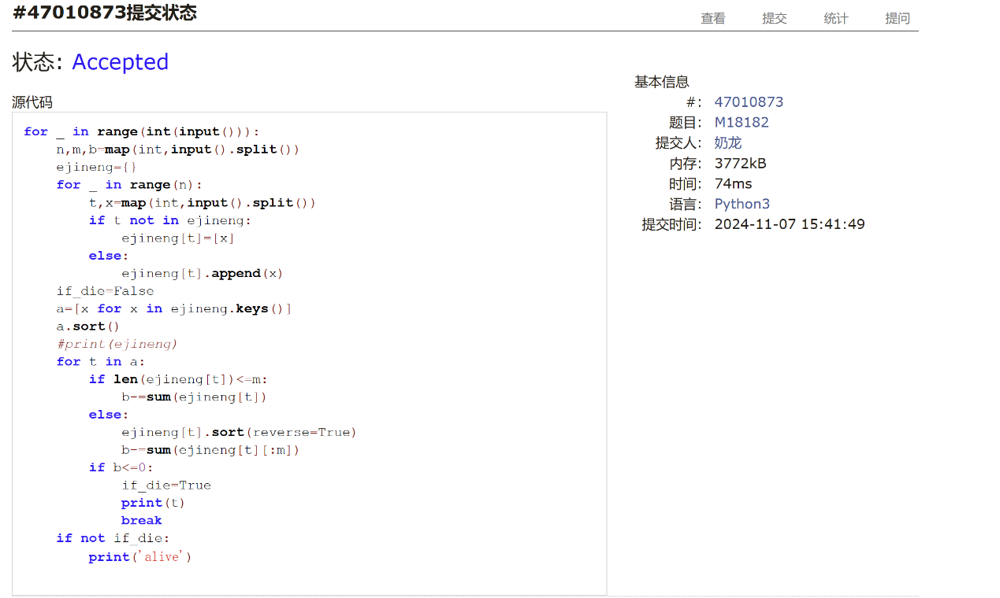 #47010873提交状态
查看 提交 统计 提问
状态: Accepted
源代码
for _ in range(int(input())):
    n,m,b=map(int,input().split())
    ejineng={}
    for _ in range(n):
        t,x=map(int,input().split())
        if t not in ejineng:
            ejineng[t]=[x]
        else:
            ejineng[t].append(x)
    if_die=False
    a=[x for x in ejineng.keys()]
    a.sort()
    #print(ejineng)
    for t in a:
        if len(ejineng[t])<=m:
            b-=sum(ejineng[t])
        else:
            ejineng[t].sort(reverse=True)
            b-=sum(ejineng[t][:m])
        if b<=0:
            if_die=True
            print(t)
            break
    if not if_die:
        print('alive')
基本信息
#: 47010873
题目: M18182
提交人: 奶龙
内存: 3772kB
时间: 74ms
语言: Python3
提交时间: 2024-11-07 15:41:49